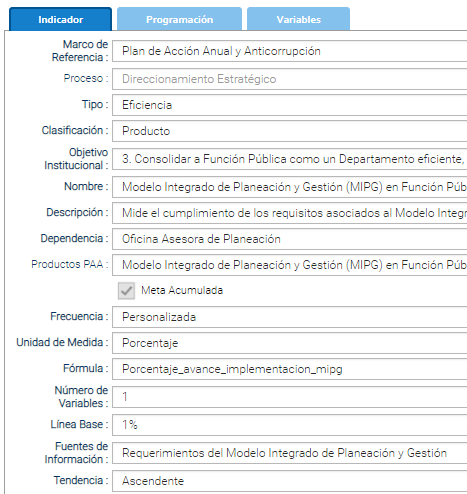 Indicador
Programación
Variables
Marco de Referencia : Plan de Acción Anual y Anticorrupción
Proceso : Direccionamiento Estratégico
Tipo : Eficiencia
Clasificación : Producto
Objetivo Institucional : 3. Consolidar a Función Pública como un Departamento eficiente,
Nombre : Modelo Integrado de Planeación y Gestión (MIPG) en Función Púb
Descripción : Mide el cumplimiento de los requisitos asociados al Modelo Integr
Dependencia : Oficina Asesora de Planeación
Productos PAA : Modelo Integrado de Planeación y Gestión (MIPG) en Función Púb
Meta Acumulada
Frecuencia : Personalizada
Unidad de Medida : Porcentaje
Fórmula : Porcentaje_avance_implementacion_mipg
Número de Variables : 1
Línea Base : 1%
Fuentes de Información : Requerimientos del Modelo Integrado de Planeación y Gestión
Tendencia : Ascendente